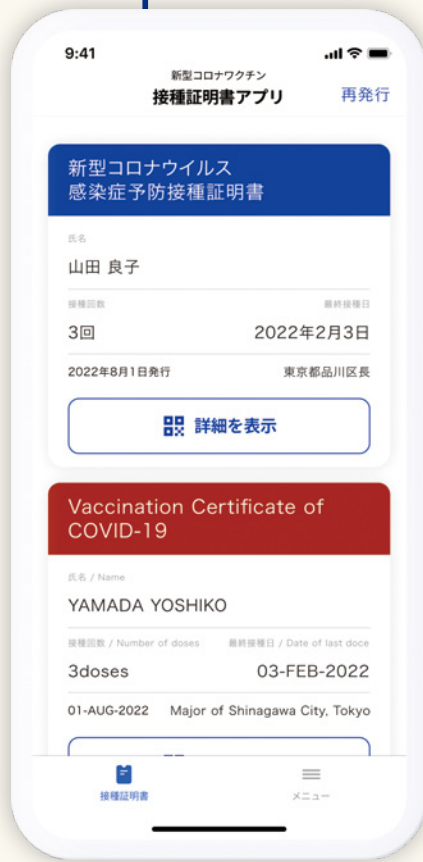 9:41
新型コロナワクチン
接種証明書アプリ
再発行
新型コロナウイルス
感染症予防接種証明書
氏名
山田 良子
接種回数 最終接種日
3回 2022年2月3日
2022年8月1日発行 東京都品川区長
詳細を表示
Vaccination Certificate of
COVID-19
氏名 / Name
YAMADA YOSHIKO
接種回数 / Number of doses 最終接種日 / Date of last doce
3doses 03-FEB-2022
01-AUG-2022 Major of Shinagawa City, Tokyo
接種証明書 メニュー